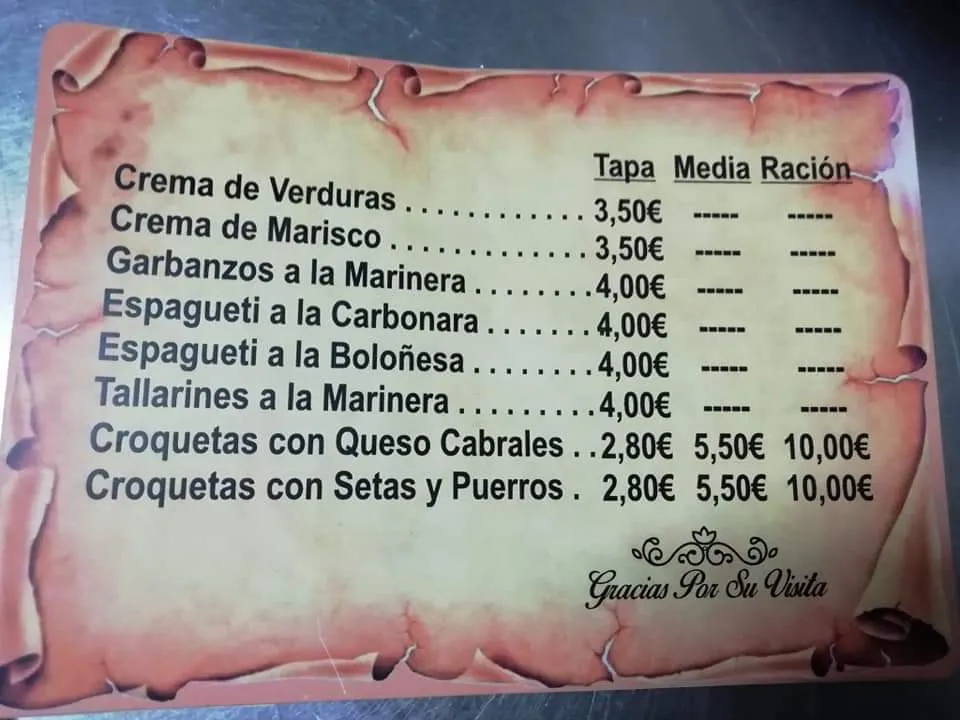 Tapa Media Ración
Crema de Verduras ............ 3,50€ ----- -----
Crema de Marisco ............. 3,50€ ----- -----
Garbanzos a la Marinera ........ 4,00€ ----- -----
Espagueti a la Carbonara ....... 4,00€ ----- -----
Espagueti a la Boloñesa ........ 4,00€ ----- -----
Tallarines a la Marinera ......... 4,00€ ----- -----
Croquetas con Queso Cabrales .. 2,80€ 5,50€ 10,00€
Croquetas con Setas y Puerros . 2,80€ 5,50€ 10,00€
Gracias Por Su Visita